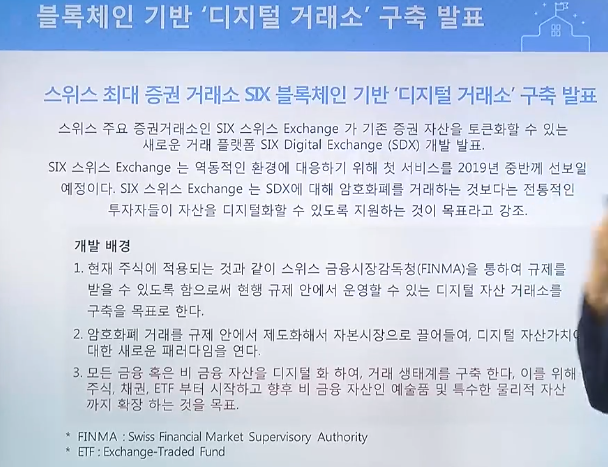 블록체인 기반 '디지털 거래소' 구축 발표
스위스 최대 증권 거래소 SIX 블록체인 기반 '디지털 거래소' 구축 발표
스위스 주요 증권거래소인 SIX 스위스 Exchange 가 기존 증권 자산을 토큰화할 수 있는
새로운 거래 플랫폼 SIX Digital Exchange (SDX) 개발 발표.
SIX 스위스 Exchange 는 역동적인 환경에 대응하기 위해 첫 서비스를 2019년 중반께 선보일
예정이다. SIX 스위스 Exchange 는 SDX에 대해 암호화폐를 거래하는 것보다는 전통적인
투자자들이 자산을 디지털화할 수 있도록 지원하는 것이 목표라고 강조.
개발 배경
1. 현재 주식에 적용되는 것과 같이 스위스 금융시장감독청(FINMA)을 통하여 규제를
받을 수 있도록 함으로써 현행 규제 안에서 운영할 수 있는 디지털 자산 거래소를
구축을 목표로 한다.
2. 암호화폐 거래를 규제 안에서 제도화해서 자본시장으로 끌어들여, 디지털 자산가치에
대한 새로운 패러다임을 연다.
3. 모든 금융 혹은 비 금융 자산을 디지털 화 하여, 거래 생태계를 구축 한다. 이를 위해
주식, 채권, ETF 부터 시작하고 향후 비 금융 자산인 예술품 및 특수한 물리적 자산
까지 확장 하는 것을 목표.
* FINMA : Swiss Financial Market Supervisory Authority
* ETF : Exchange-Traded Fund